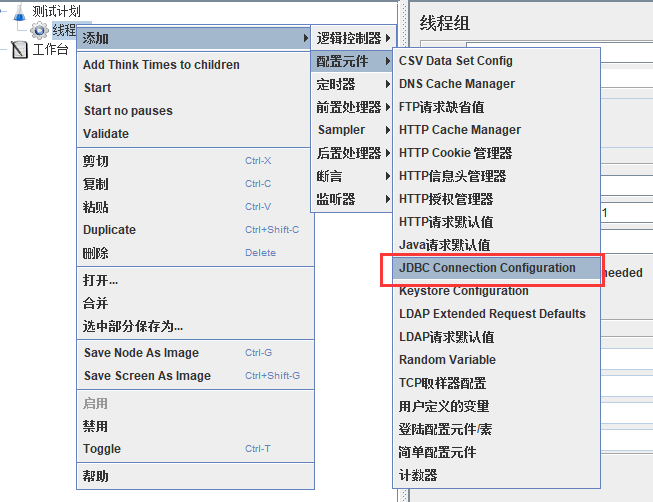 测试计划
线程
工作台
线程组
添加
Add Think Times to children
Start
Start no pauses
Validate
剪切 Ctrl-X
复制 Ctrl-C
粘贴 Ctrl-V
Duplicate Ctrl+Shift-C
删除 Delete
打开...
合并
选中部分保存为...
Save Node As Image Ctrl-G
Save Screen As Image Ctrl+Shift-G
启用
禁用
Toggle Ctrl-T
帮助
逻辑控制器
配置元件
定时器
前置处理器
Sampler
后置处理器
断言
监听器
CSV Data Set Config
DNS Cache Manager
FTP请求缺省值
HTTP Cache Manager
HTTP Cookie 管理器
HTTP信息头管理器
HTTP授权管理器
HTTP请求默认值
Java请求默认值
JDBC Connection Configuration
Keystore Configuration
LDAP Extended Request Defaults
LDAP请求默认值
Random Variable
TCP取样器配置
用户定义的变量
登陆配置元件/素
简单配置元件
计数器
1
needed